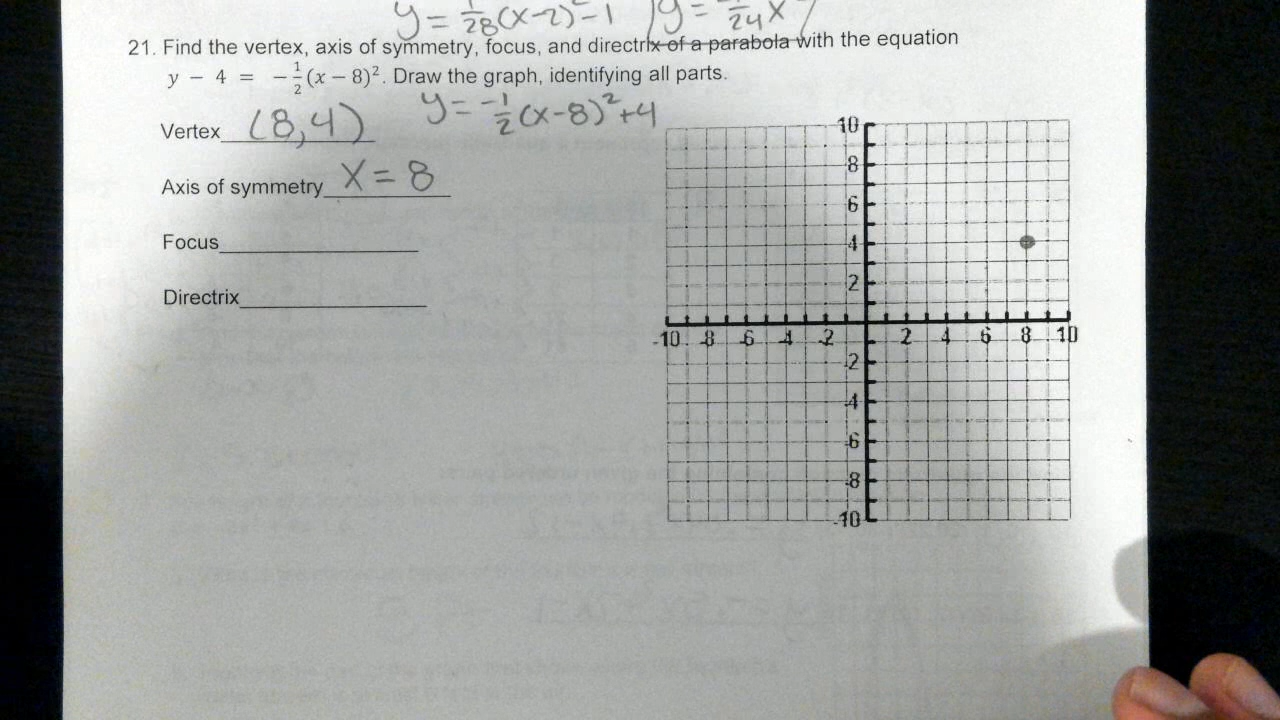 y = 1/28 (x-2)² - 1 y = 1/24 x
21. Find the vertex, axis of symmetry, focus, and directrix of a parabola with the equation
y − 4 = −1/2(x − 8)². Draw the graph, identifying all parts.
y = -1/2 (x-8)² + 4
Vertex (8,4)
Axis of symmetry x = 8
Focus
Directrix
10
8
6
4
2
-10 -8 -6 -4 -2 2 4 6 8 10
-2
-4
-6
-8
-10